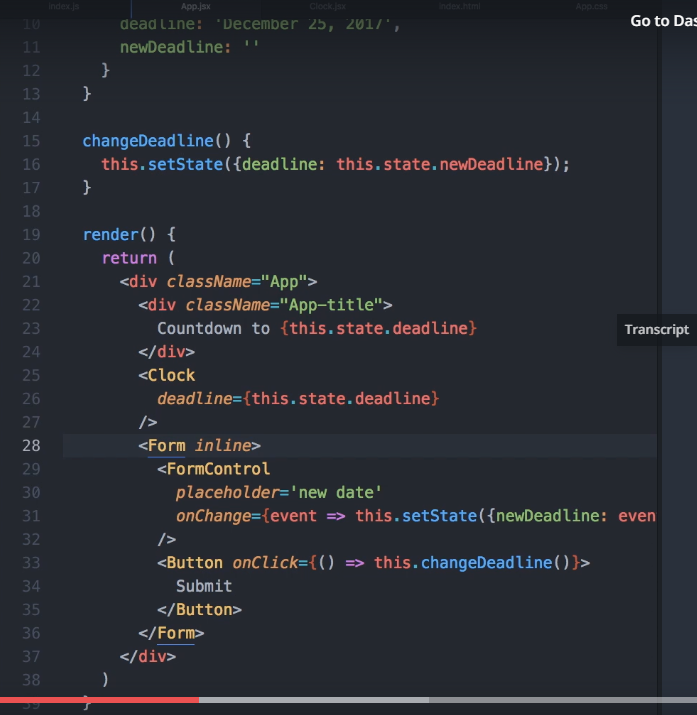 index.js App.jsx Clock.jsx index.html App.css
Go to Das
10 deadline: 'December 25, 2017',
11 newDeadline: ''
12 }
13 }
14
15 changeDeadline() {
16 this.setState({deadline: this.state.newDeadline});
17 }
18
19 render() {
20 return (
21 <div className="App">
22 <div className="App-title">
23 Countdown to {this.state.deadline}
Transcript
24 </div>
25 <Clock
26 deadline={this.state.deadline}
27 />
28 <Form inline>
29 <FormControl
30 placeholder='new date'
31 onChange={event => this.setState({newDeadline: even
32 />
33 <Button onClick={() => this.changeDeadline()}>
34 Submit
35 </Button>
36 </Form>
37 </div>
38 )
39 }